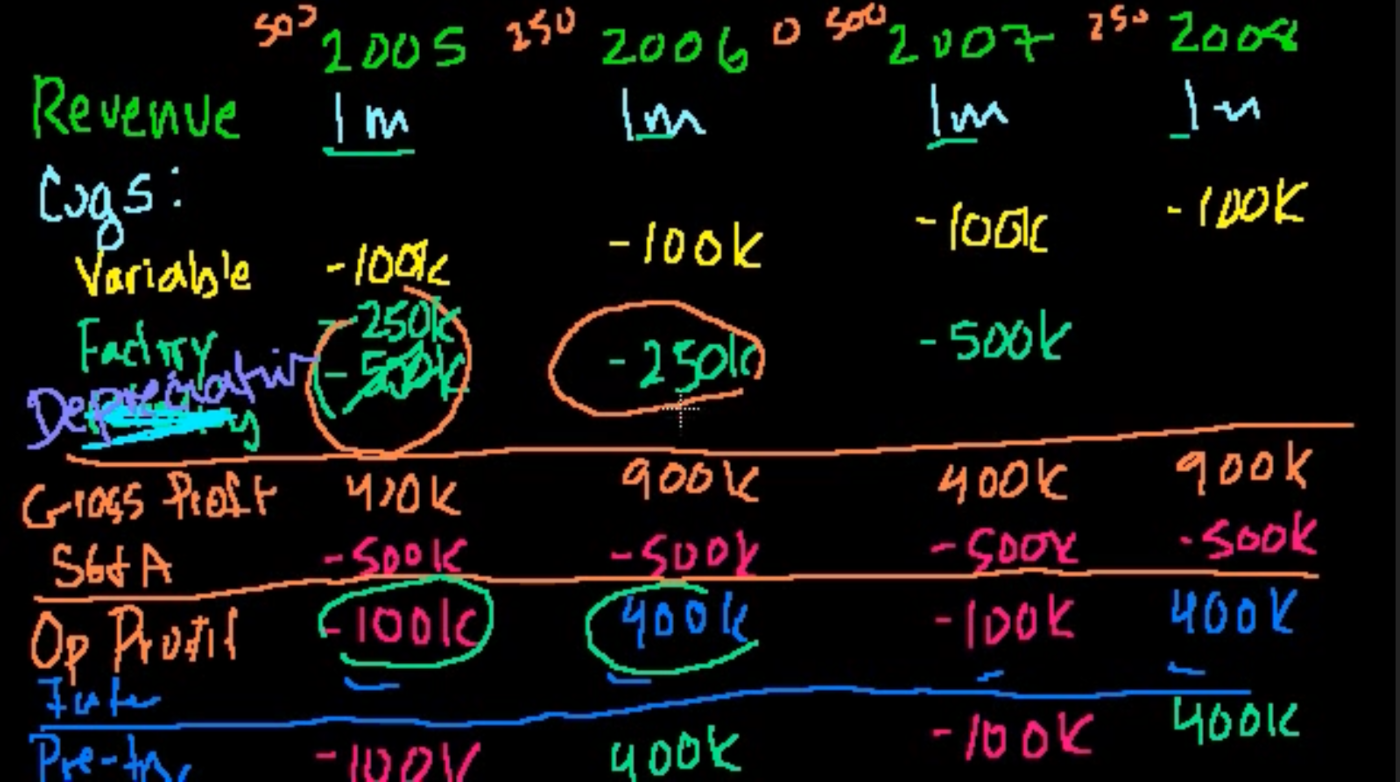 500 2005 250 2006 0 500 2007 250 2008
Revenue 1m 1m 1m 1m
Cogs:
Variable -100k -100k -100k -100k
Factory -250k
-500k -250k -500k
Depreciation
Gross Profit 400k 900k 400k 900k
SG&A -500k -500k -500k -500k
Op Profit -100k 400k -100k 400k
Inter
Pre-tax -100k 400k -100k 400k